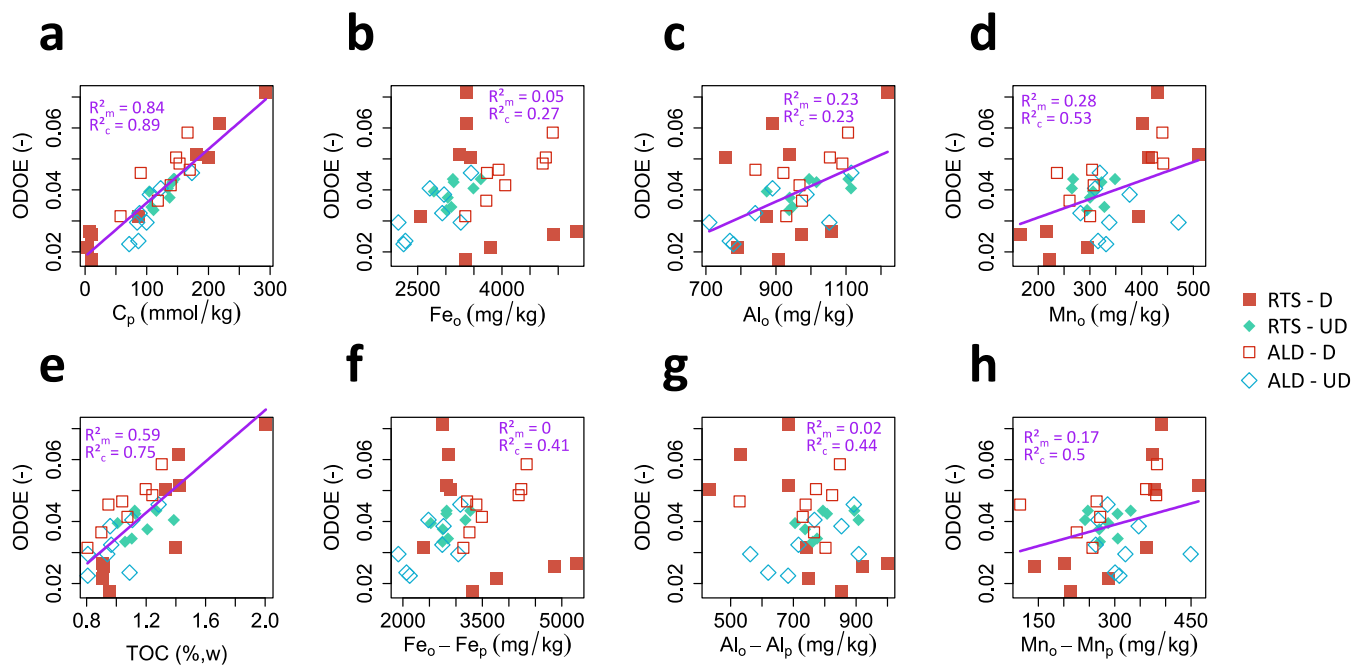 a
R²m = 0.84
R²c = 0.89
ODOE (-)
0.02 0.04 0.06
0 100 200 300
Cp (mmol/kg)
b
R²m = 0.05
R²c = 0.27
ODOE (-)
0.02 0.04 0.06
2500 4000
Feo (mg/kg)
c
R²m = 0.23
R²c = 0.23
ODOE (-)
0.02 0.04 0.06
700 900 1100
Alo (mg/kg)
d
R²m = 0.28
R²c = 0.53
ODOE (-)
0.02 0.04 0.06
200 300 400 500
Mno (mg/kg)
RTS - D
RTS - UD
ALD - D
ALD - UD
e
R²m = 0.59
R²c = 0.75
ODOE (-)
0.02 0.04 0.06
0.8 1.2 1.6 2.0
TOC (%,w)
f
R²m = 0
R²c = 0.41
ODOE (-)
0.02 0.04 0.06
2000 3500 5000
Feo – Fep (mg/kg)
g
R²m = 0.02
R²c = 0.44
ODOE (-)
0.02 0.04 0.06
500 700 900
Alo – Alp (mg/kg)
h
R²m = 0.17
R²c = 0.5
ODOE (-)
0.02 0.04 0.06
150 250 350 450
Mno – Mnp (mg/kg)